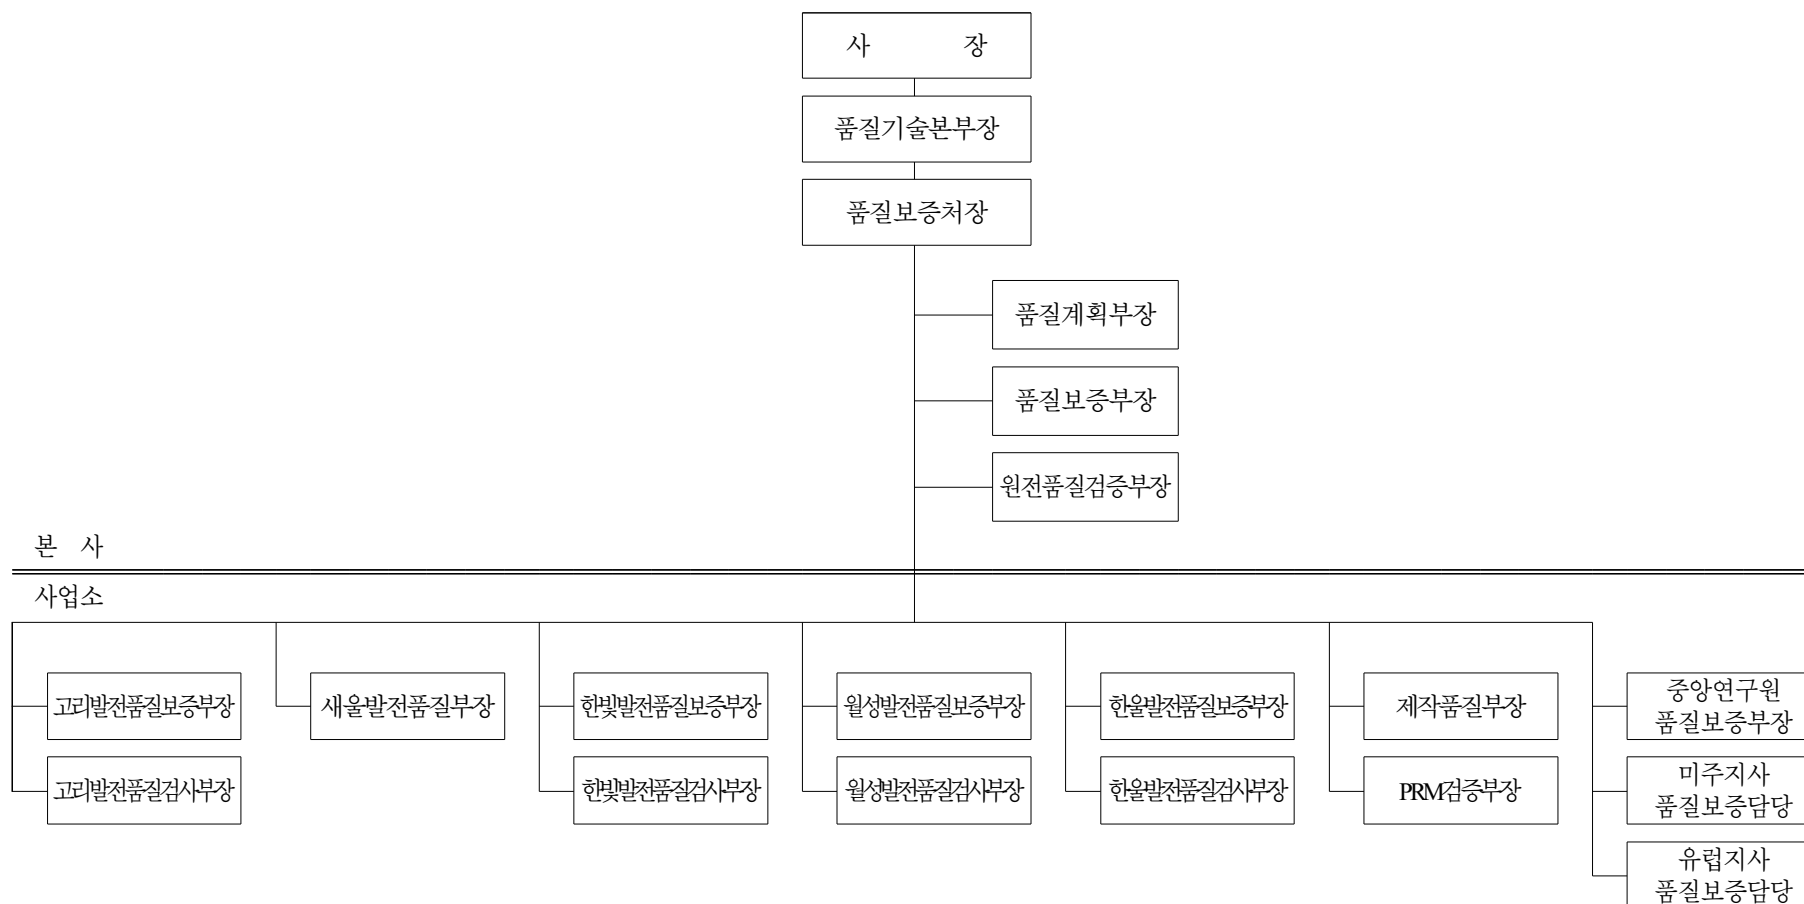 사 장
품질기술본부장
품질보증처장
품질계획부장
품질보증부장
원전품질검증부장
본 사
사업소
고리발전품질보증부장
새울발전품질부장
한빛발전품질보증부장
월성발전품질보증부장
한울발전품질보증부장
제작품질부장
중앙연구원
품질보증부장
고리발전품질검사부장
한빛발전품질검사부장
월성발전품질검사부장
한울발전품질검사부장
PRM검증부장
미주지사
품질보증담당
유럽지사
품질보증담당